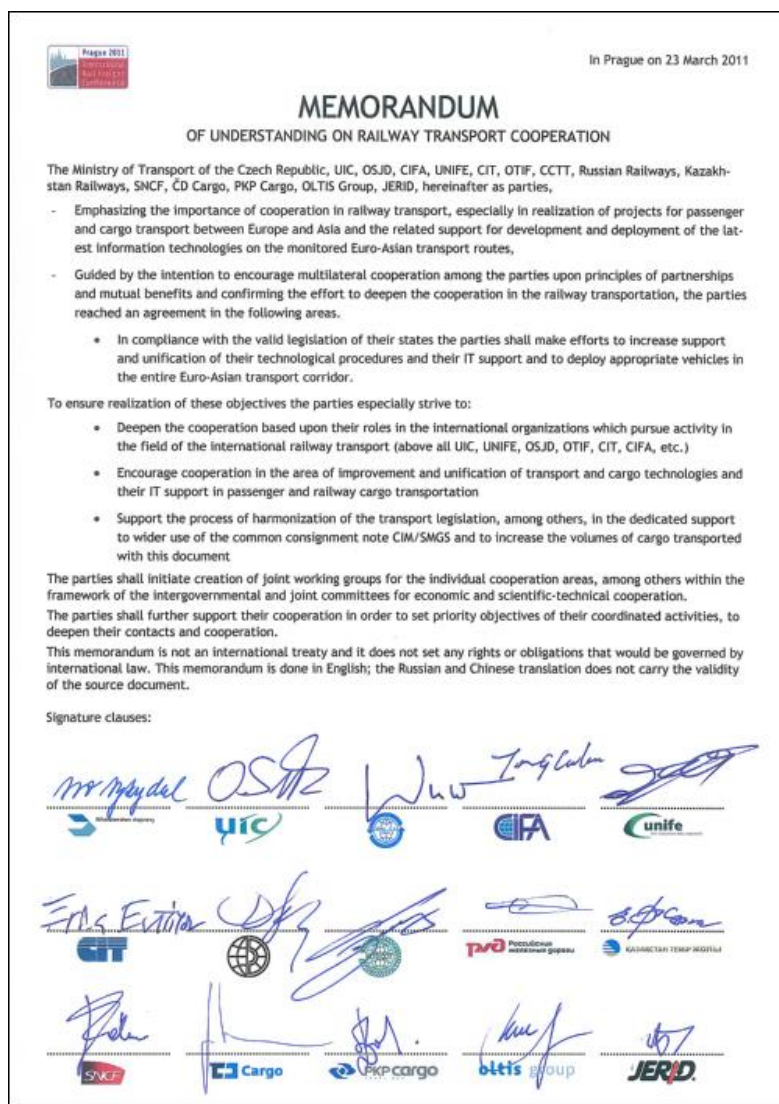 Prague 2011
International
Rail Freight
Conference
In Prague on 23 March 2011
MEMORANDUM
OF UNDERSTANDING ON RAILWAY TRANSPORT COOPERATION
The Ministry of Transport of the Czech Republic, UIC, OSJD, CIFA, UNIFE, CIT, OTIF, CCTT, Russian Railways, Kazakh-
stan Railways, SNCF, ČD Cargo, PKP Cargo, OLTIS Group, JERID, hereinafter as parties,
- Emphasizing the importance of cooperation in railway transport, especially in realization of projects for passenger
and cargo transport between Europe and Asia and the related support for development and deployment of the lat-
est information technologies on the monitored Euro-Asian transport routes,
- Guided by the intention to encourage multilateral cooperation among the parties upon principles of partnerships
and mutual benefits and confirming the effort to deepen the cooperation in the railway transportation, the parties
reached an agreement in the following areas.
• In compliance with the valid legislation of their states the parties shall make efforts to increase support
and unification of their technological procedures and their IT support and to deploy appropriate vehicles in
the entire Euro-Asian transport corridor.
To ensure realization of these objectives the parties especially strive to:
• Deepen the cooperation based upon their roles in the international organizations which pursue activity in
the field of the international railway transport (above all UIC, UNIFE, OSJD, OTIF, CIT, CIFA, etc.)
• Encourage cooperation in the area of improvement and unification of transport and cargo technologies and
their IT support in passenger and railway cargo transportation
• Support the process of harmonization of the transport legislation, among others, in the dedicated support
to wider use of the common consignment note CIM/SMGS and to increase the volumes of cargo transported
with this document
The parties shall initiate creation of joint working groups for the individual cooperation areas, among others within the
framework of the intergovernmental and joint committees for economic and scientific-technical cooperation.
The parties shall further support their cooperation in order to set priority objectives of their coordinated activities, to
deepen their contacts and cooperation.
This memorandum is not an international treaty and it does not set any rights or obligations that would be governed by
international law. This memorandum is done in English; the Russian and Chinese translation does not carry the validity
of the source document.
Signature clauses:
uic
CIFA
unife
CIT
ржд Российские железные дороги
ҚАЗАҚСТАН ТЕМІР ЖОЛЫ
SNCF
Cargo
PKP CARGO
oltis group
JERID